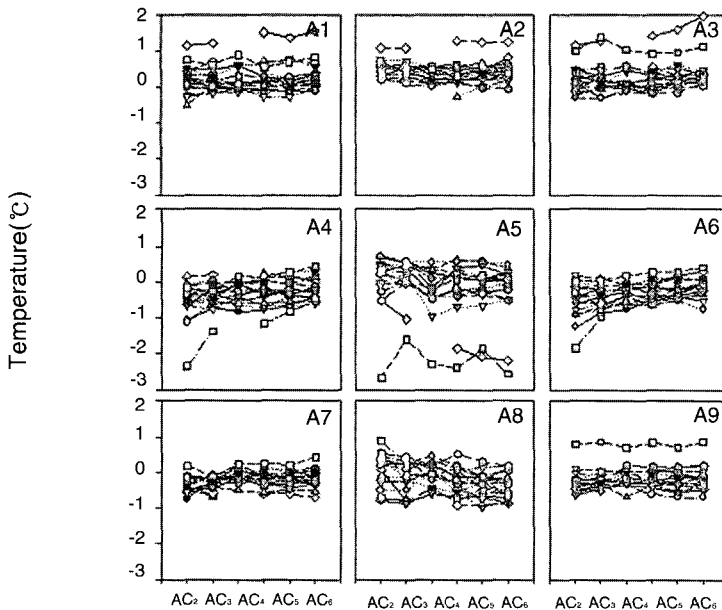 Temperature(℃)
2
1
0
-1
-2
-3
A1
A2
A3
2
1
0
-1
-2
-3
A4
A5
A6
2
1
0
-1
-2
-3
A7
A8
A9
AC₂ AC₃ AC₄ AC₅ AC₆
AC₂ AC₃ AC₄ AC₅ AC₆
AC₂ AC₃ AC₄ AC₅ AC₆